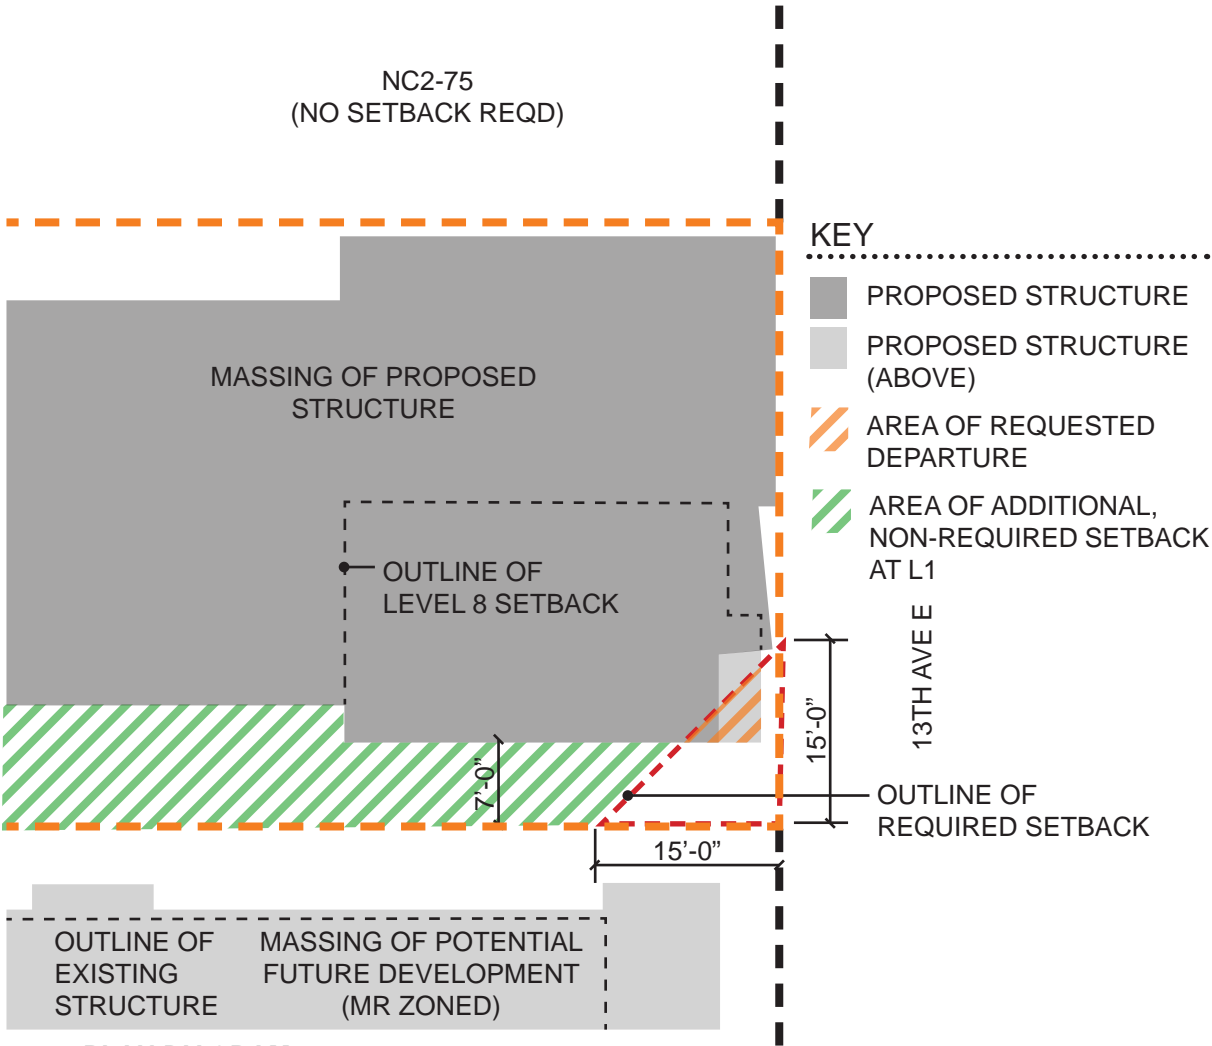 NC2-75
(NO SETBACK REQD)
KEY
PROPOSED STRUCTURE
PROPOSED STRUCTURE
(ABOVE)
AREA OF REQUESTED
DEPARTURE
AREA OF ADDITIONAL,
NON-REQUIRED SETBACK
AT L1
MASSING OF PROPOSED
STRUCTURE
OUTLINE OF
LEVEL 8 SETBACK
13TH AVE E
15’-0”
7’-0”
OUTLINE OF
REQUIRED SETBACK
15’-0”
OUTLINE OF
EXISTING
STRUCTURE
MASSING OF POTENTIAL
FUTURE DEVELOPMENT
(MR ZONED)